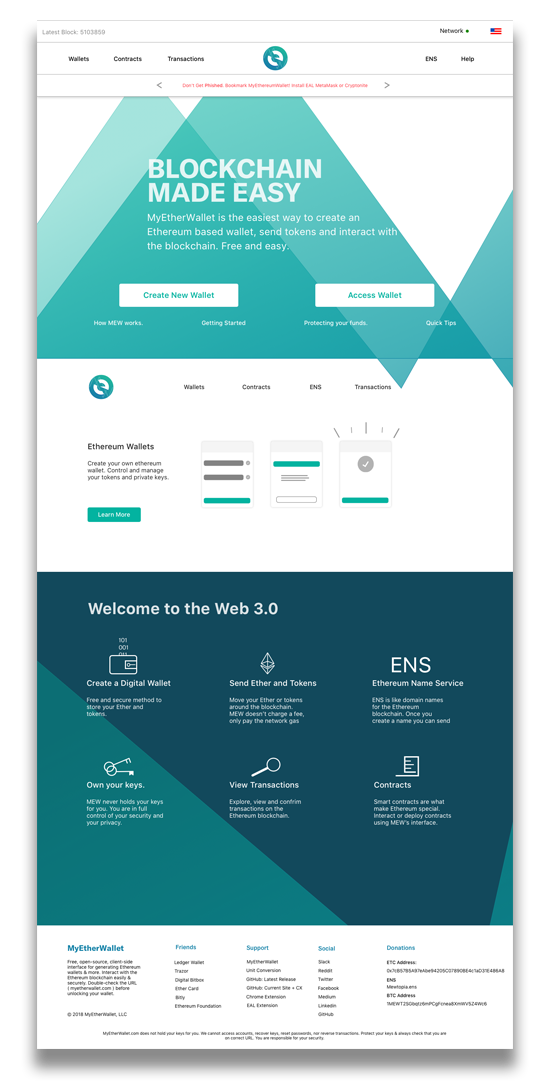 Latest Block: 5103859
Network
Wallets
Contracts
Transactions
ENS
Help
< Don't Get Phished: Bookmark MyEthereumWallet! Install EAL MetaMask or Cryptonite >
BLOCKCHAIN
MADE EASY
MyEtherWallet is the easiest way to create an
Ethereum based wallet, send tokens and interact with
the blockchain. Free and easy.
Create New Wallet
Access Wallet
How MEW works.
Getting Started
Protecting your funds.
Quick Tips
Wallets
Contracts
ENS
Transactions
Ethereum Wallets
Create your own ethereum
wallet. Control and manage
your tokens and private keys.
Learn More
Welcome to the Web 3.0
101
001
011
Create a Digital Wallet
Free and secure method to
store your Ether and
tokens.
Send Ether and Tokens
Move your Ether or tokens
around the blockchain.
MEW doesn't charge a fee,
only pay the network gas
ENS
Ethereum Name Service
ENS is like domain names
for the Ethereum
blockchain. Once you
create a name you can send
Own your keys.
MEW never holds your keys
for you. You are in full
control of your security and
your privacy.
View Transactions
Explore, view and confrim
transactions on the
Ethereum blockchain.
Contracts
Smart contracts are what
make Ethereum special.
Interact or deploy contracts
using MEW's interface.
MyEtherWallet
Free, open-source, client-side
interface for generating Ethereum
wallets & more. Interact with the
Ethereum blockchain easily &
securely. Double-check the URL
( myetherwallet.com ) before
unlocking your wallet.
© 2018 MyEtherWallet, LLC
Friends
Ledger Wallet
Trazor
Digital Bitbox
Ether Card
Bitty
Ethereum Foundation
Support
MyEtherWallet
Unit Conversion
GitHub: Latest Release
GitHub: Current Site + CX
Chrome Extension
EAL Extension
Social
Slack
Reddit
Twitter
Facebook
Medium
Linkedin
GitHub
Donations
ETC Address:
ENS
Mewtopia.ens
BTC Address
MyEtherWallet.com does not hold your keys for you. We cannot access accounts, recover keys, reset passwords, nor reverse transactions. Protect your keys & always check that you are
on correct URL. You are responsible for your security.